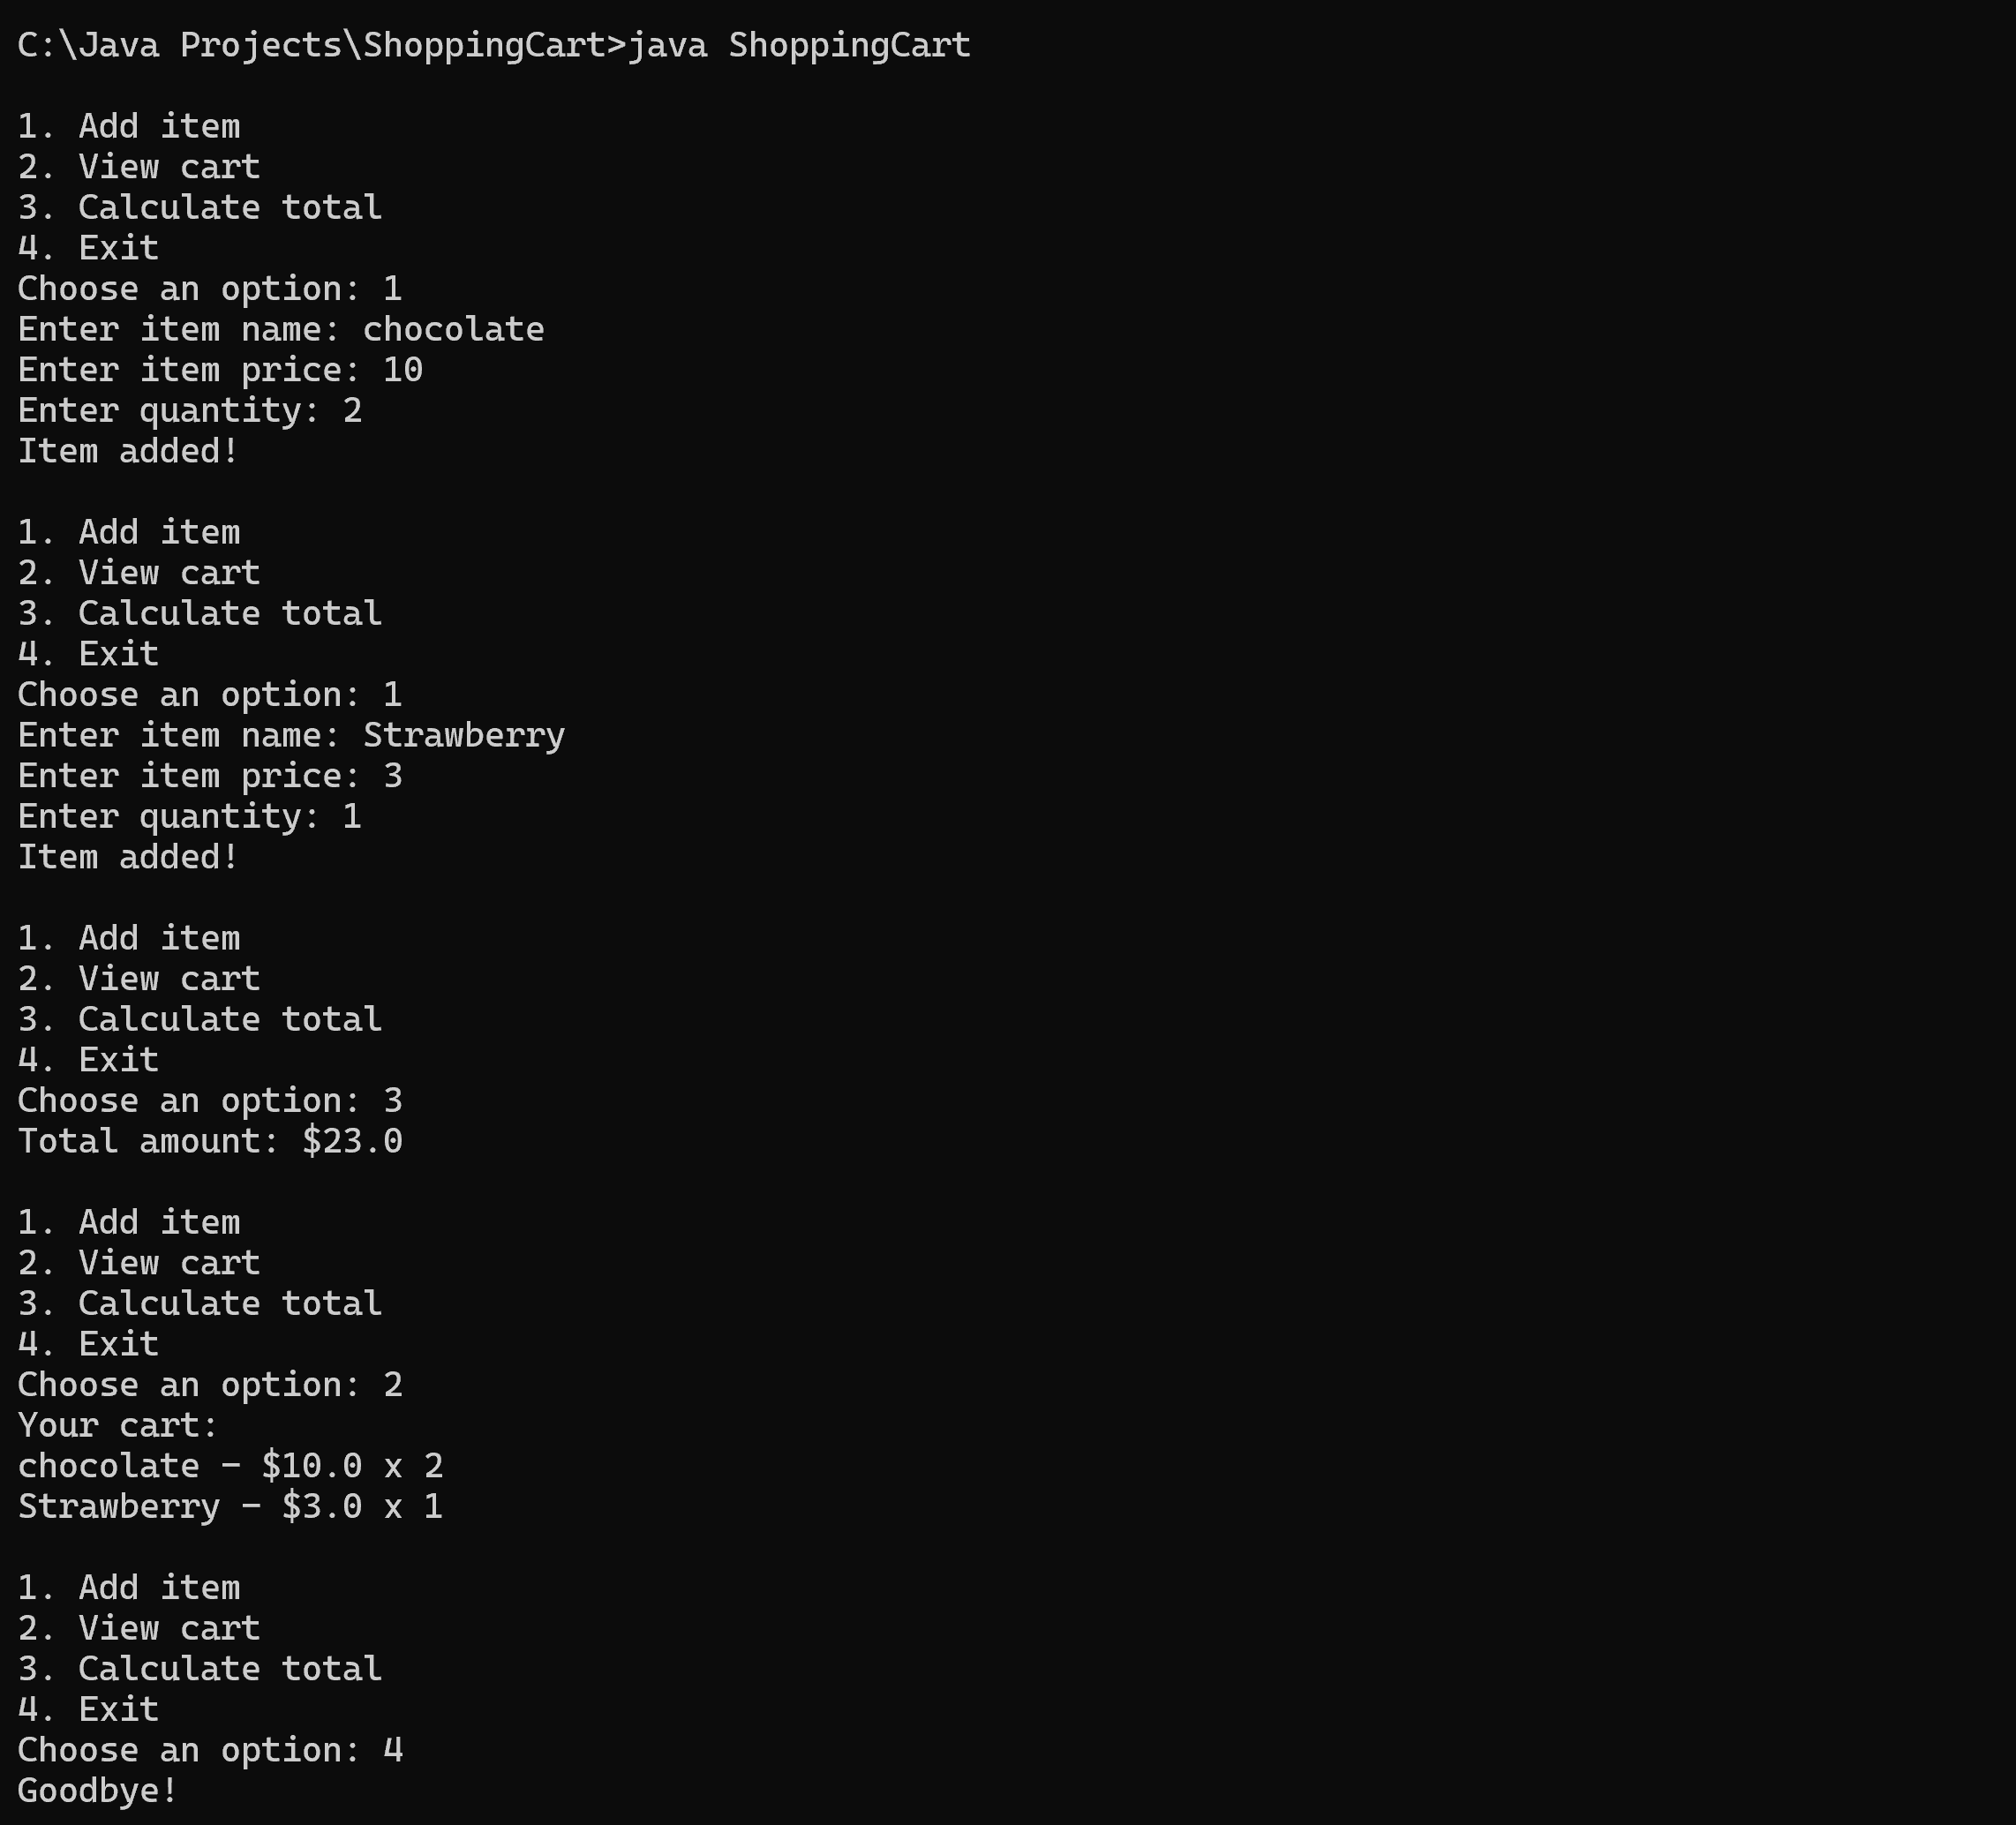 C:\Java Projects\ShoppingCart>java ShoppingCart
1. Add item
2. View cart
3. Calculate total
4. Exit
Choose an option: 1
Enter item name: chocolate
Enter item price: 10
Enter quantity: 2
Item added!
1. Add item
2. View cart
3. Calculate total
4. Exit
Choose an option: 1
Enter item name: Strawberry
Enter item price: 3
Enter quantity: 1
Item added!
1. Add item
2. View cart
3. Calculate total
4. Exit
Choose an option: 3
Total amount: $23.0
1. Add item
2. View cart
3. Calculate total
4. Exit
Choose an option: 2
Your cart:
chocolate - $10.0 x 2
Strawberry - $3.0 x 1
1. Add item
2. View cart
3. Calculate total
4. Exit
Choose an option: 4
Goodbye!